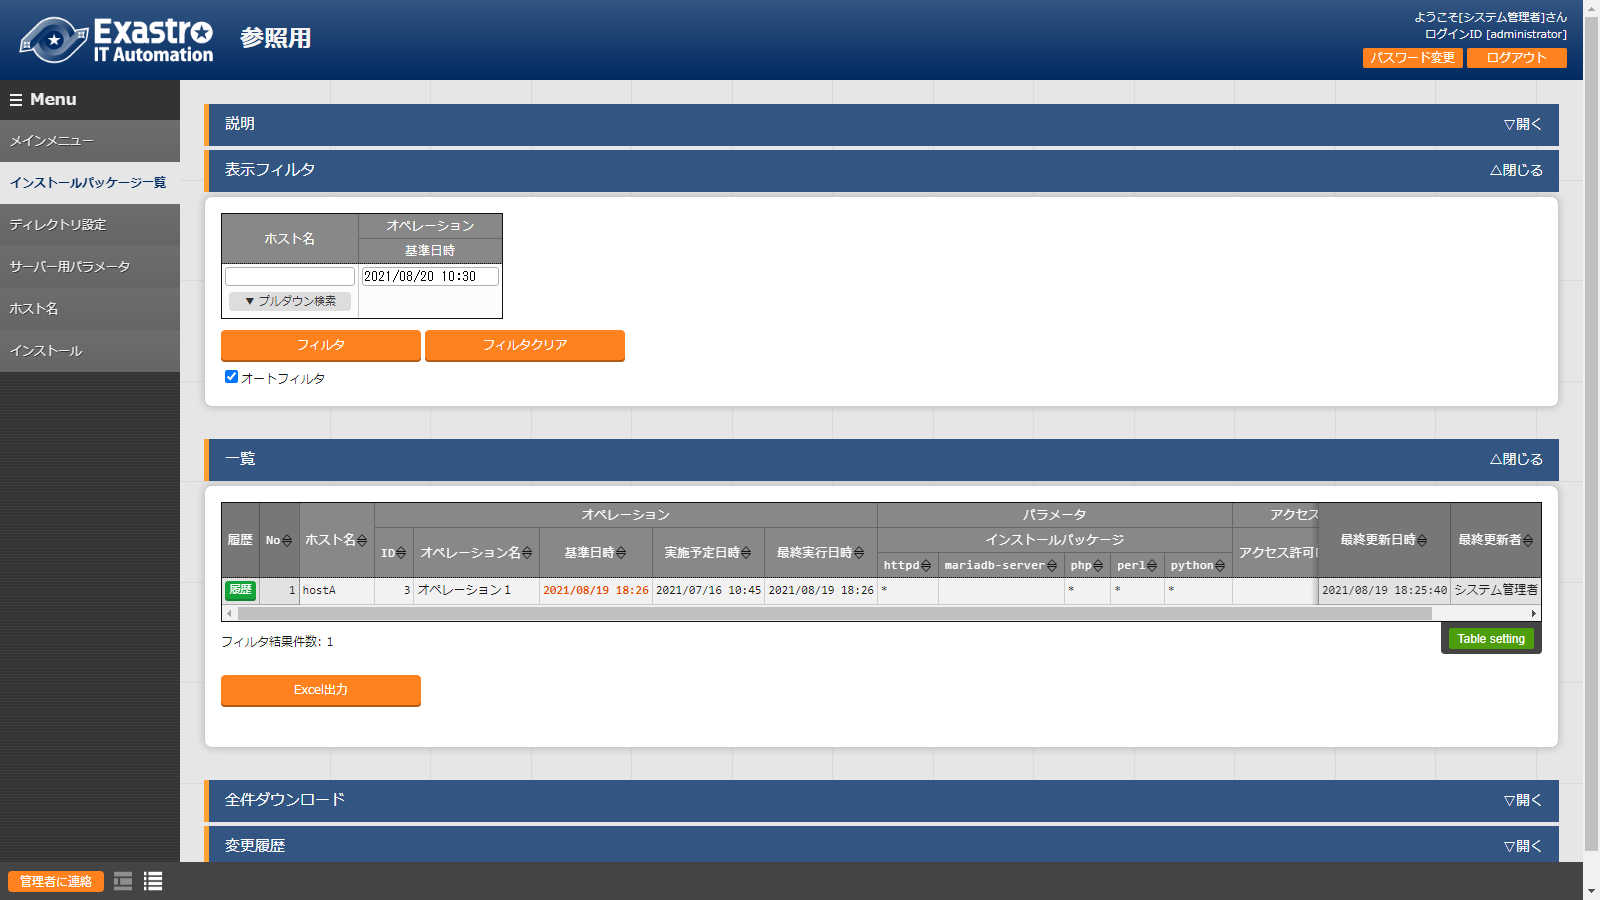 Exastro
IT Automation
参照用
ようこそ[システム管理者]さん
ログインID [administrator]
パスワード変更
ログアウト
Menu
メインメニュー
インストールパッケージ一覧
ディレクトリ設定
サーバー用パラメータ
ホスト名
インストール
説明
▽開く
表示フィルタ
△閉じる
ホスト名
オペレーション
基準日時
2021/08/20 10:30
▼ プルダウン検索
フィルタ
フィルタクリア
オートフィルタ
一覧
△閉じる
履歴
No
ホスト名
オペレーション
ID
オペレーション名
基準日時
実施予定日時
最終実行日時
パラメータ
インストールパッケージ
httpd
mariadb-server
php
perl
python
アクセス
アクセス許可
最終更新日時
最終更新者
履歴 1 hostA 3 オペレーション1 2021/08/19 18:26 2021/07/16 10:45 2021/08/19 18:26 * * * * 2021/08/19 18:25:40 システム管理者
フィルタ結果件数: 1
Table setting
Excel出力
全件ダウンロード
▽開く
変更履歴
▽開く
管理者に連絡